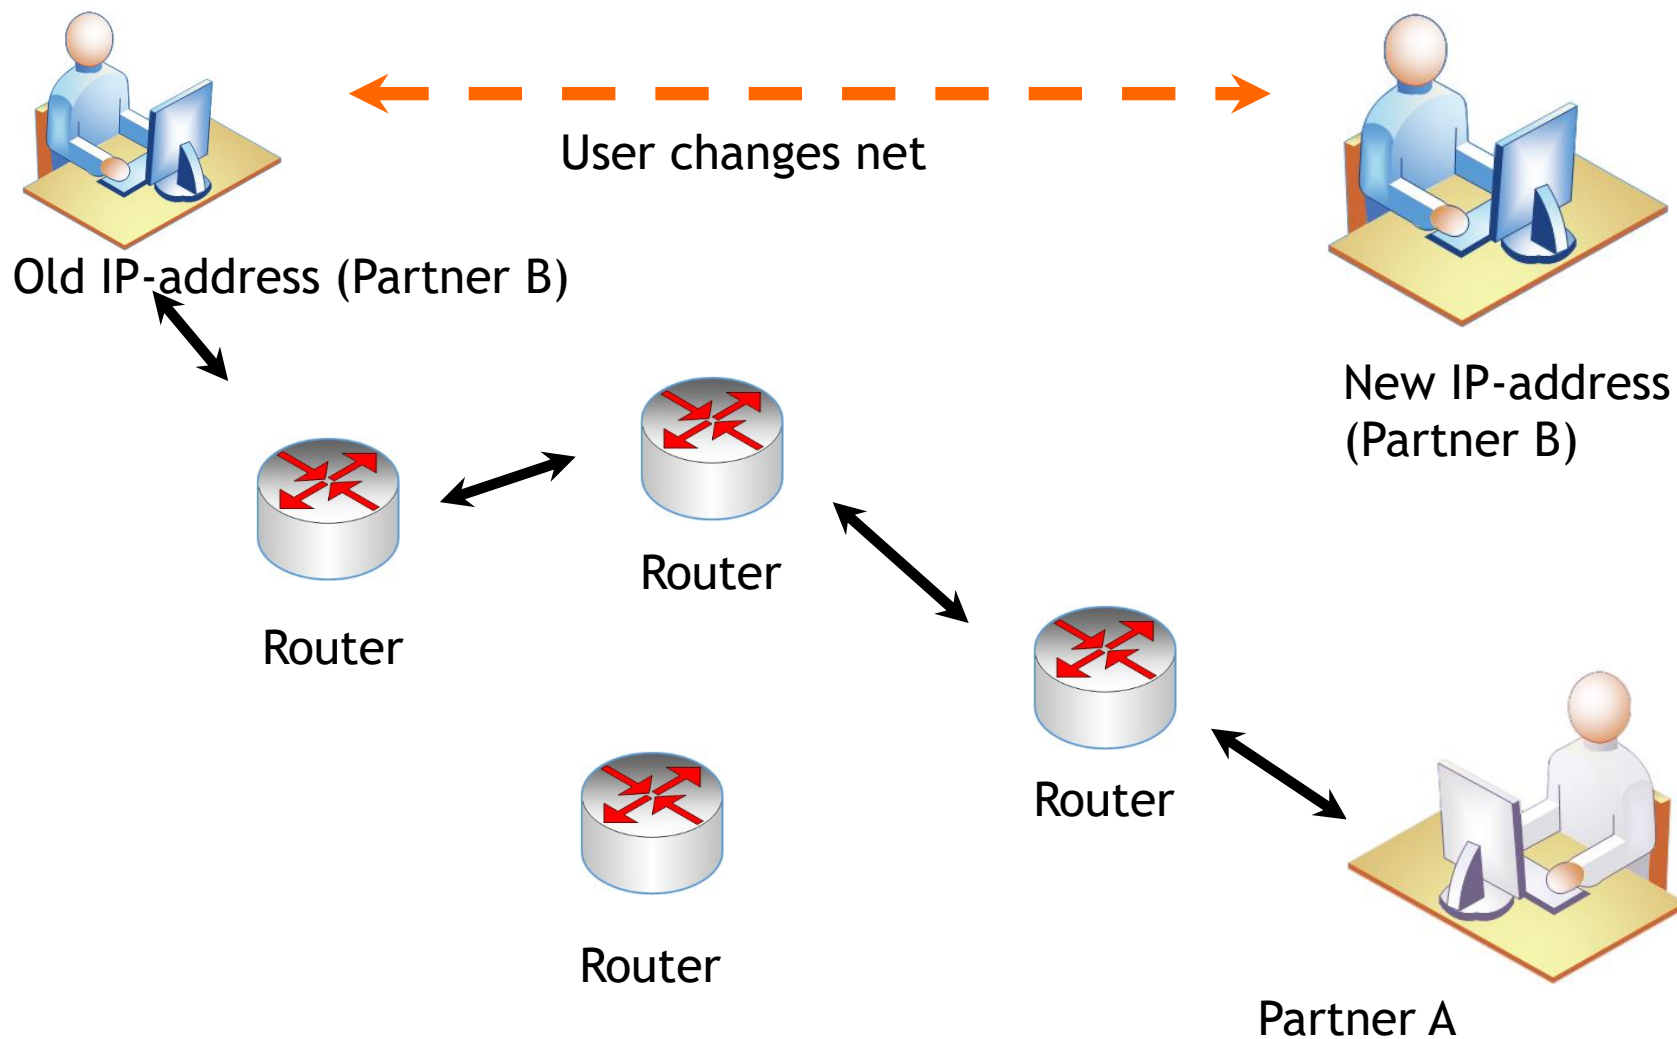 User changes net
Old IP-address (Partner B)
New IP-address
(Partner B)
Router
Router
Router
Router
Partner A